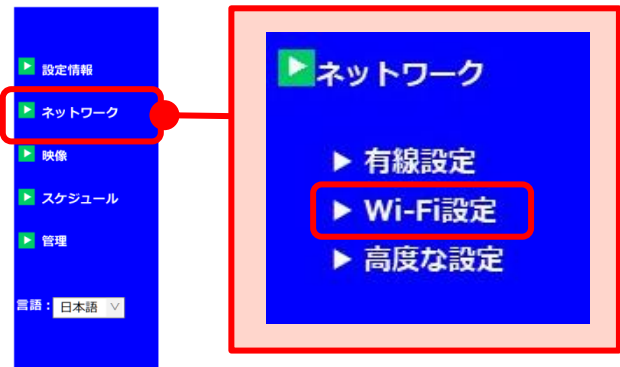 設定情報
ネットワーク
映像
スケジュール
管理
言語：日本語
ネットワーク
有線設定
Wi-Fi設定
高度な設定